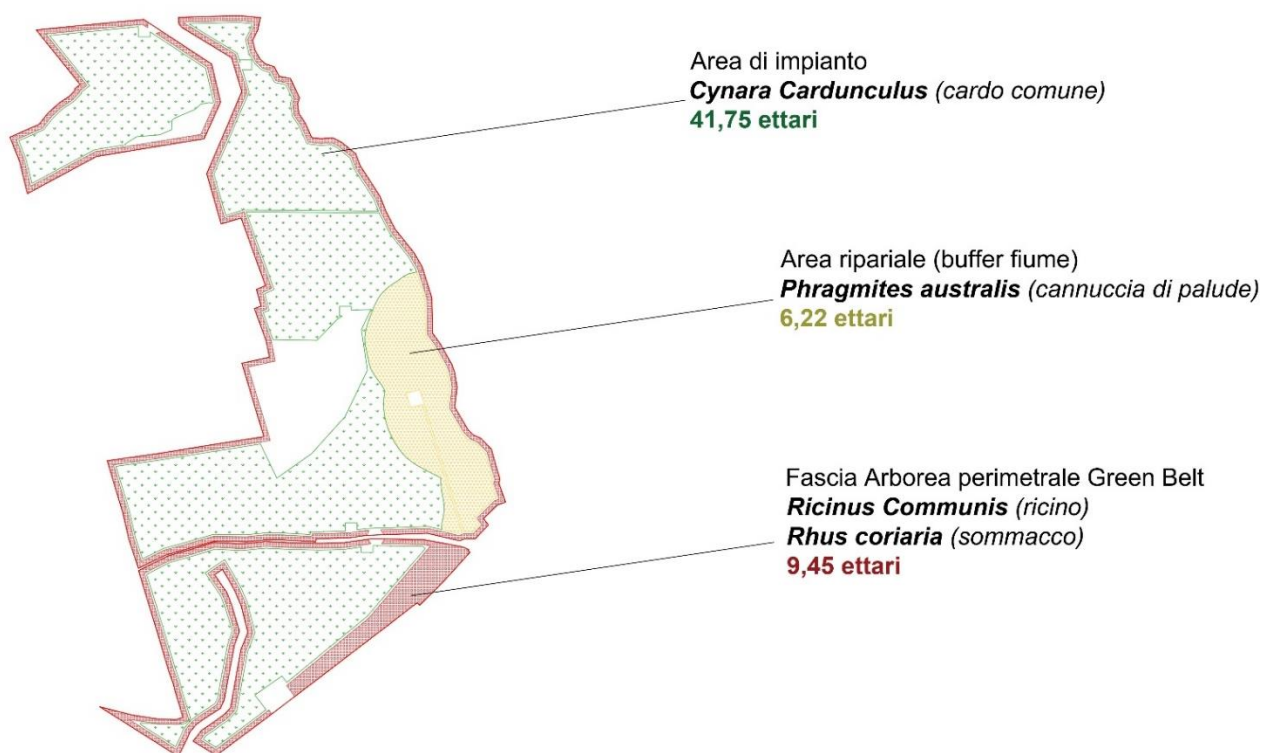 Area di impianto
Cynara Cardunculus (cardo comune)
41,75 ettari
Area ripariale (buffer fiume)
Phragmites australis (cannuccia di palude)
6,22 ettari
Fascia Arborea perimetrale Green Belt
Ricinus Communis (ricino)
Rhus coriaria (sommacco)
9,45 ettari